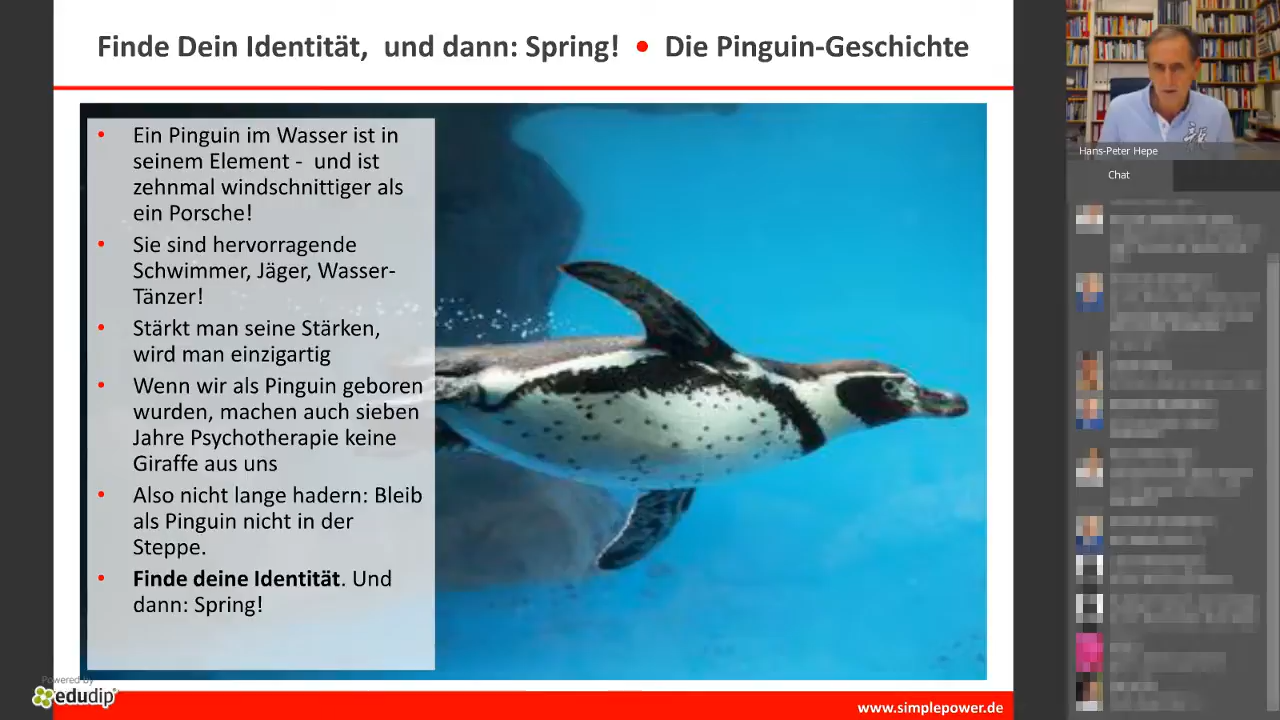 Finde Dein Identität, und dann: Spring! • Die Pinguin-Geschichte
• Ein Pinguin im Wasser ist in
seinem Element - und ist
zehnmal windschnittiger als
ein Porsche!
• Sie sind hervorragende
Schwimmer, Jäger, Wasser-
Tänzer!
• Stärkt man seine Stärken,
wird man einzigartig
• Wenn wir als Pinguin geboren
wurden, machen auch sieben
Jahre Psychotherapie keine
Giraffe aus uns
• Also nicht lange hadern: Bleib
als Pinguin nicht in der
Steppe.
• Finde deine Identität. Und
dann: Spring!
Powered by
edudip
www.simplepower.de
Hans-Peter Hepe
Chat